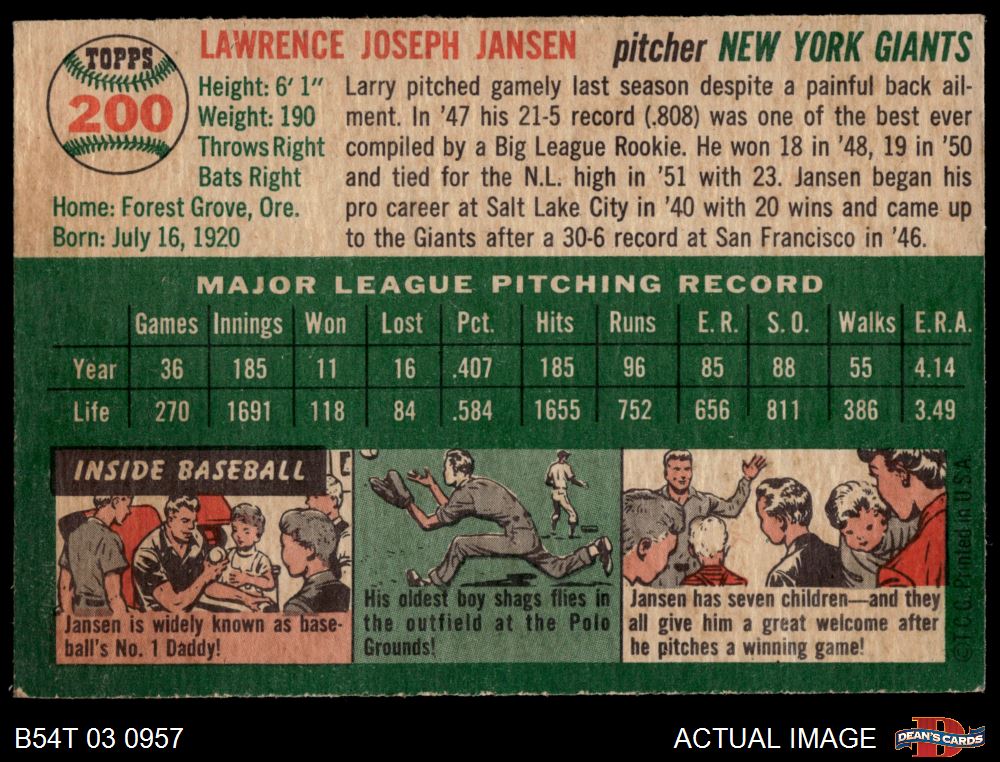 TOPPS
200
LAWRENCE JOSEPH JANSEN pitcher NEW YORK GIANTS
Height: 6' 1"
Weight: 190
Throws Right
Bats Right
Home: Forest Grove, Ore.
Born: July 16, 1920
Larry pitched gamely last season despite a painful back ail-
ment. In '47 his 21-5 record (.808) was one of the best ever
compiled by a Big League Rookie. He won 18 in '48, 19 in '50
and tied for the N.L. high in '51 with 23. Jansen began his
pro career at Salt Lake City in '40 with 20 wins and came up
to the Giants after a 30-6 record at San Francisco in '46.
MAJOR LEAGUE PITCHING RECORD
Games Innings Won Lost Pct. Hits Runs E. R. S. O. Walks E.R.A.
Year 36 185 11 16 .407 185 96 85 88 55 4.14
Life 270 1691 118 84 .584 1655 752 656 811 386 3.49
INSIDE BASEBALL
Jansen is widely known as base-
ball's No. 1 Daddy!
His oldest boy shags flies in
the outfield at the Polo
Grounds!
Jansen has seven children—and they
all give him a great welcome after
he pitches a winning game!
©T.C.G. Printed in U.S.A.
B54T 03 0957
ACTUAL IMAGE
DEAN'S CARDS